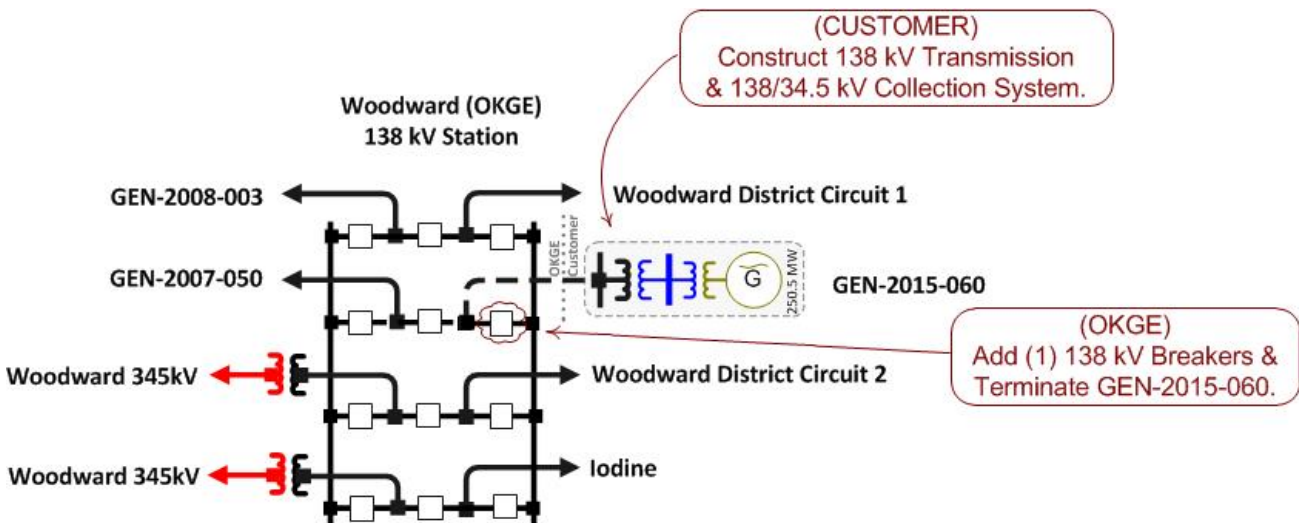 (CUSTOMER)
Construct 138 kV Transmission
& 138/34.5 kV Collection System.
Woodward (OKGE)
138 kV Station
GEN-2008-003
Woodward District Circuit 1
OKGE
Customer
GEN-2007-050
G
250.5 MW
GEN-2015-060
(OKGE)
Add (1) 138 kV Breakers &
Terminate GEN-2015-060.
Woodward 345kV
Woodward District Circuit 2
Woodward 345kV
Iodine